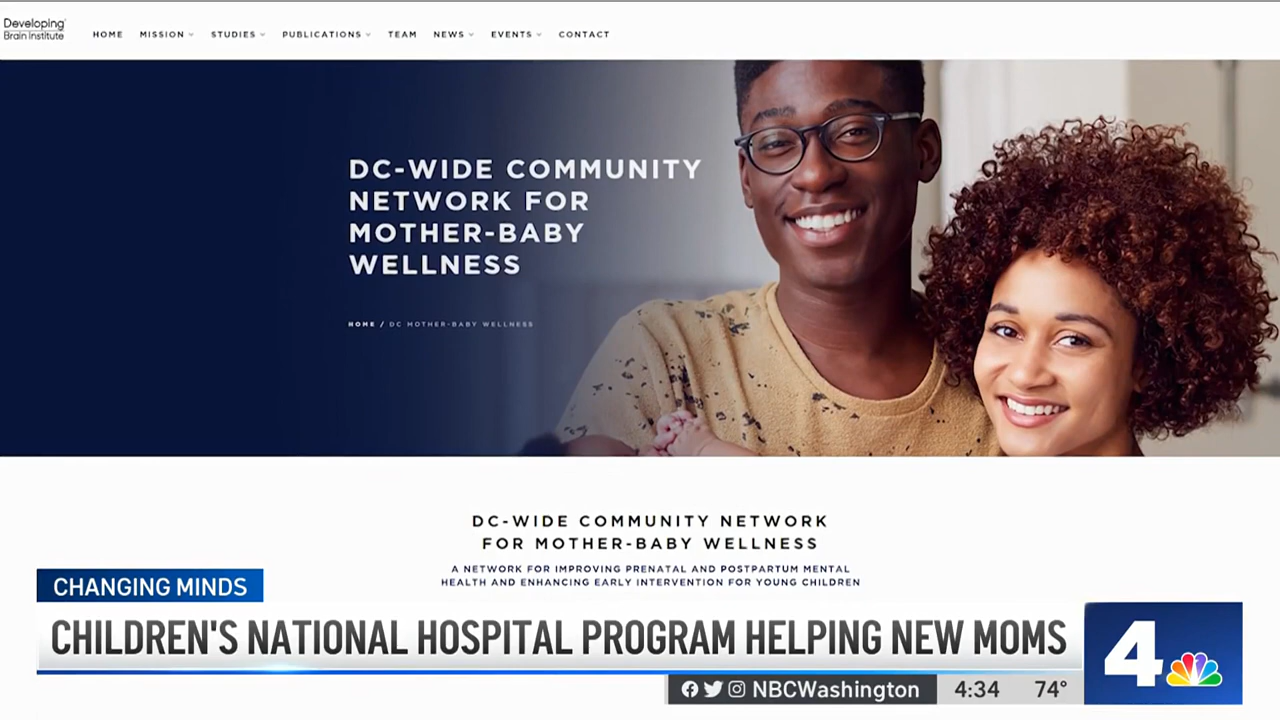 Developing
Brain Institute
HOME MISSION STUDIES PUBLICATIONS TEAM NEWS EVENTS CONTACT
DC-WIDE COMMUNITY
NETWORK FOR
MOTHER-BABY
WELLNESS
HOME / DC MOTHER-BABY WELLNESS
DC-WIDE COMMUNITY NETWORK
FOR MOTHER-BABY WELLNESS
A NETWORK FOR IMPROVING PRENATAL AND POSTPARTUM MENTAL
HEALTH AND ENHANCING EARLY INTERVENTION FOR YOUNG CHILDREN
CHANGING MINDS
CHILDREN'S NATIONAL HOSPITAL PROGRAM HELPING NEW MOMS
4
NBCWashington 4:34 74°